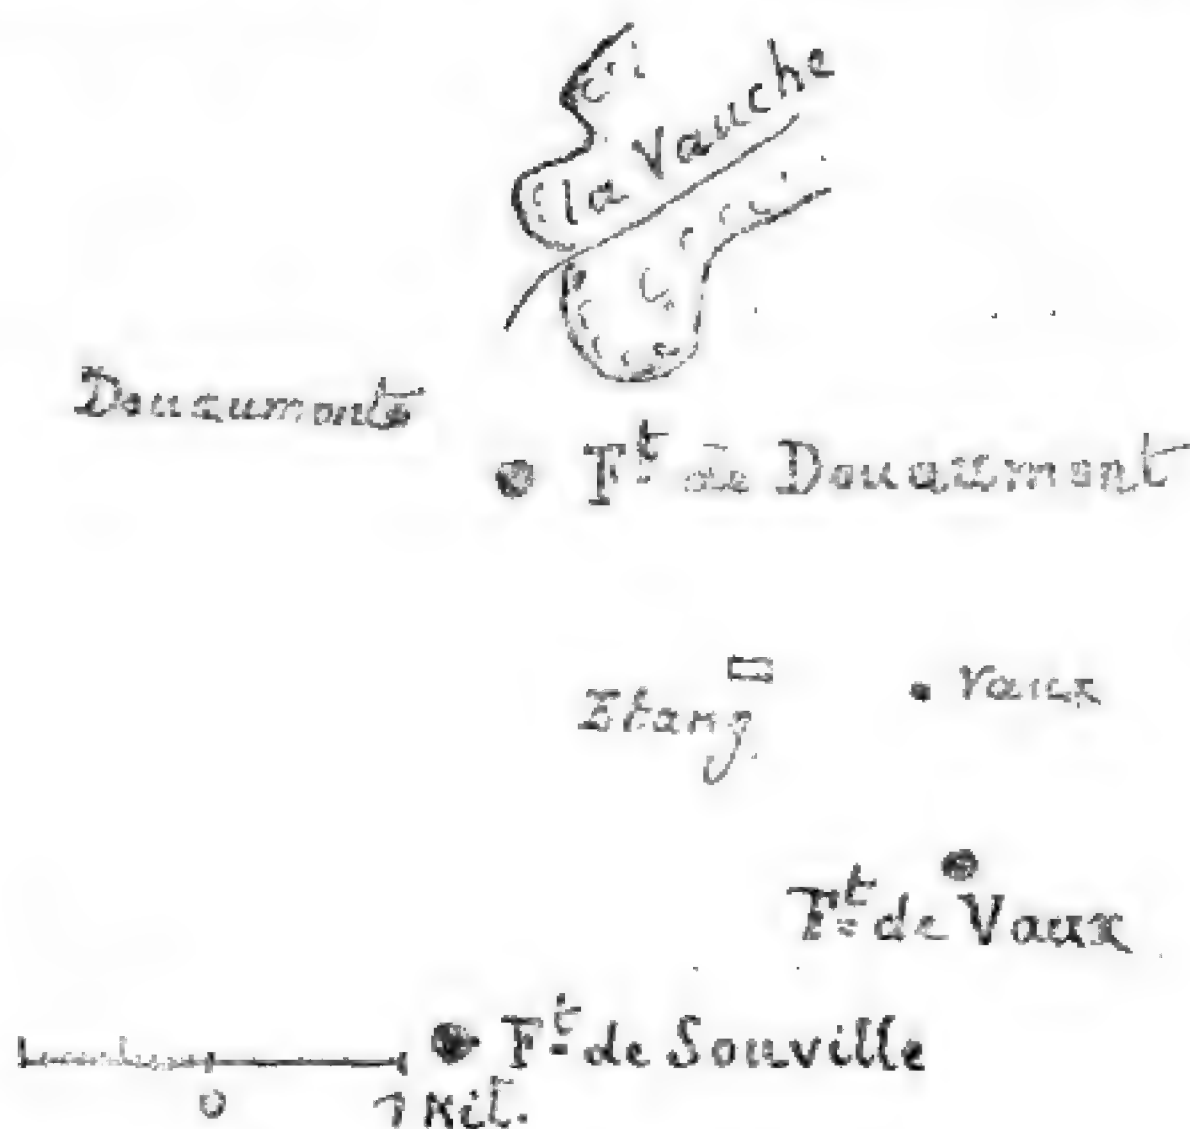 la Vauche
Douaumont
Fᵗ de Douaumont
Etang
Vaux
Fᵗ de Vaux
Fᵗ de Souville
0 1 Kil.